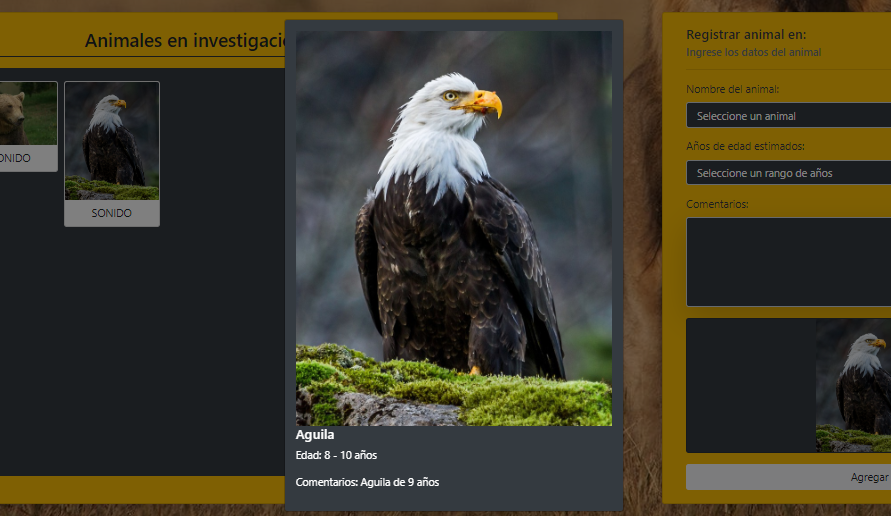 Animales en investigació
ONIDO
SONIDO
Aguila
Edad: 8 - 10 años
Comentarios: Aguila de 9 años
Registrar animal en:
Ingrese los datos del animal
Nombre del animal:
Seleccione un animal
Años de edad estimados:
Seleccione un rango de años
Comentarios:
Agregar